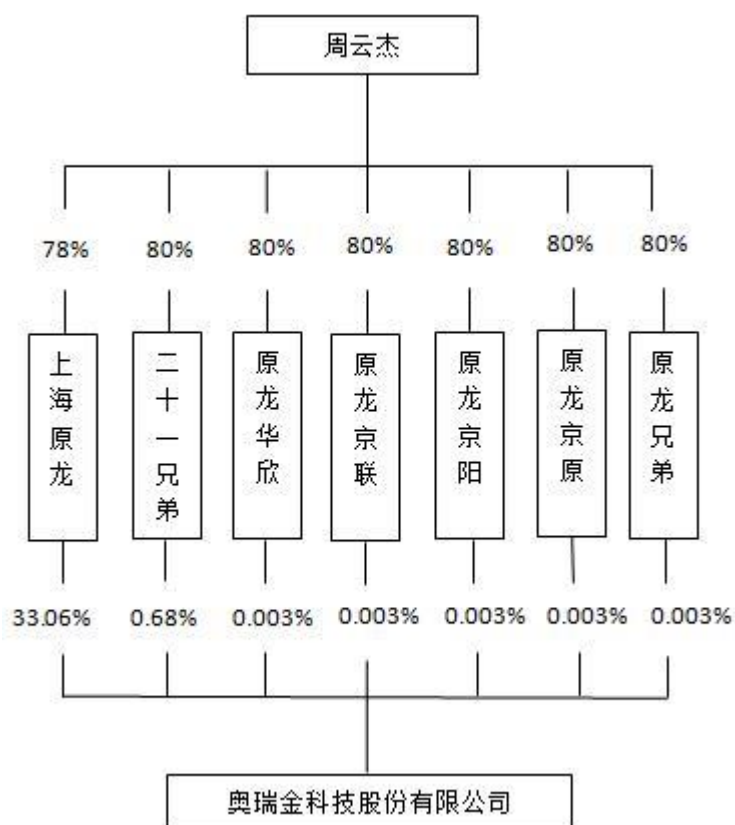 周云杰
78% 80% 80% 80% 80% 80% 80%
上海原龙
二十一兄弟
原龙华欣
原龙京联
原龙京阳
原龙京原
原龙兄弟
33.06% 0.68% 0.003% 0.003% 0.003% 0.003% 0.003%
奥瑞金科技股份有限公司